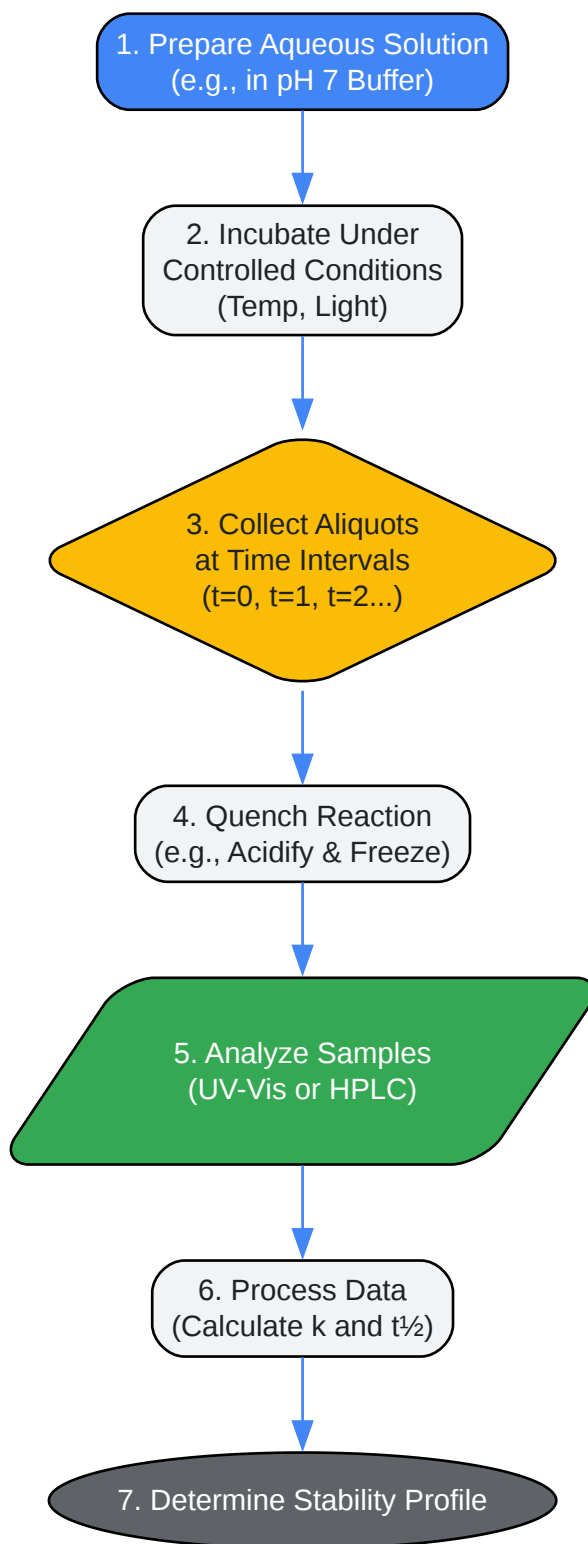 1. Prepare Aqueous Solution
(e.g., in pH 7 Buffer)
2. Incubate Under
Controlled Conditions
(Temp, Light)
3. Collect Aliquots
at Time Intervals
(t=0, t=1, t=2...)
4. Quench Reaction
(e.g., Acidify & Freeze)
5. Analyze Samples
(UV-Vis or HPLC)
6. Process Data
(Calculate k and t½)
7. Determine Stability Profile